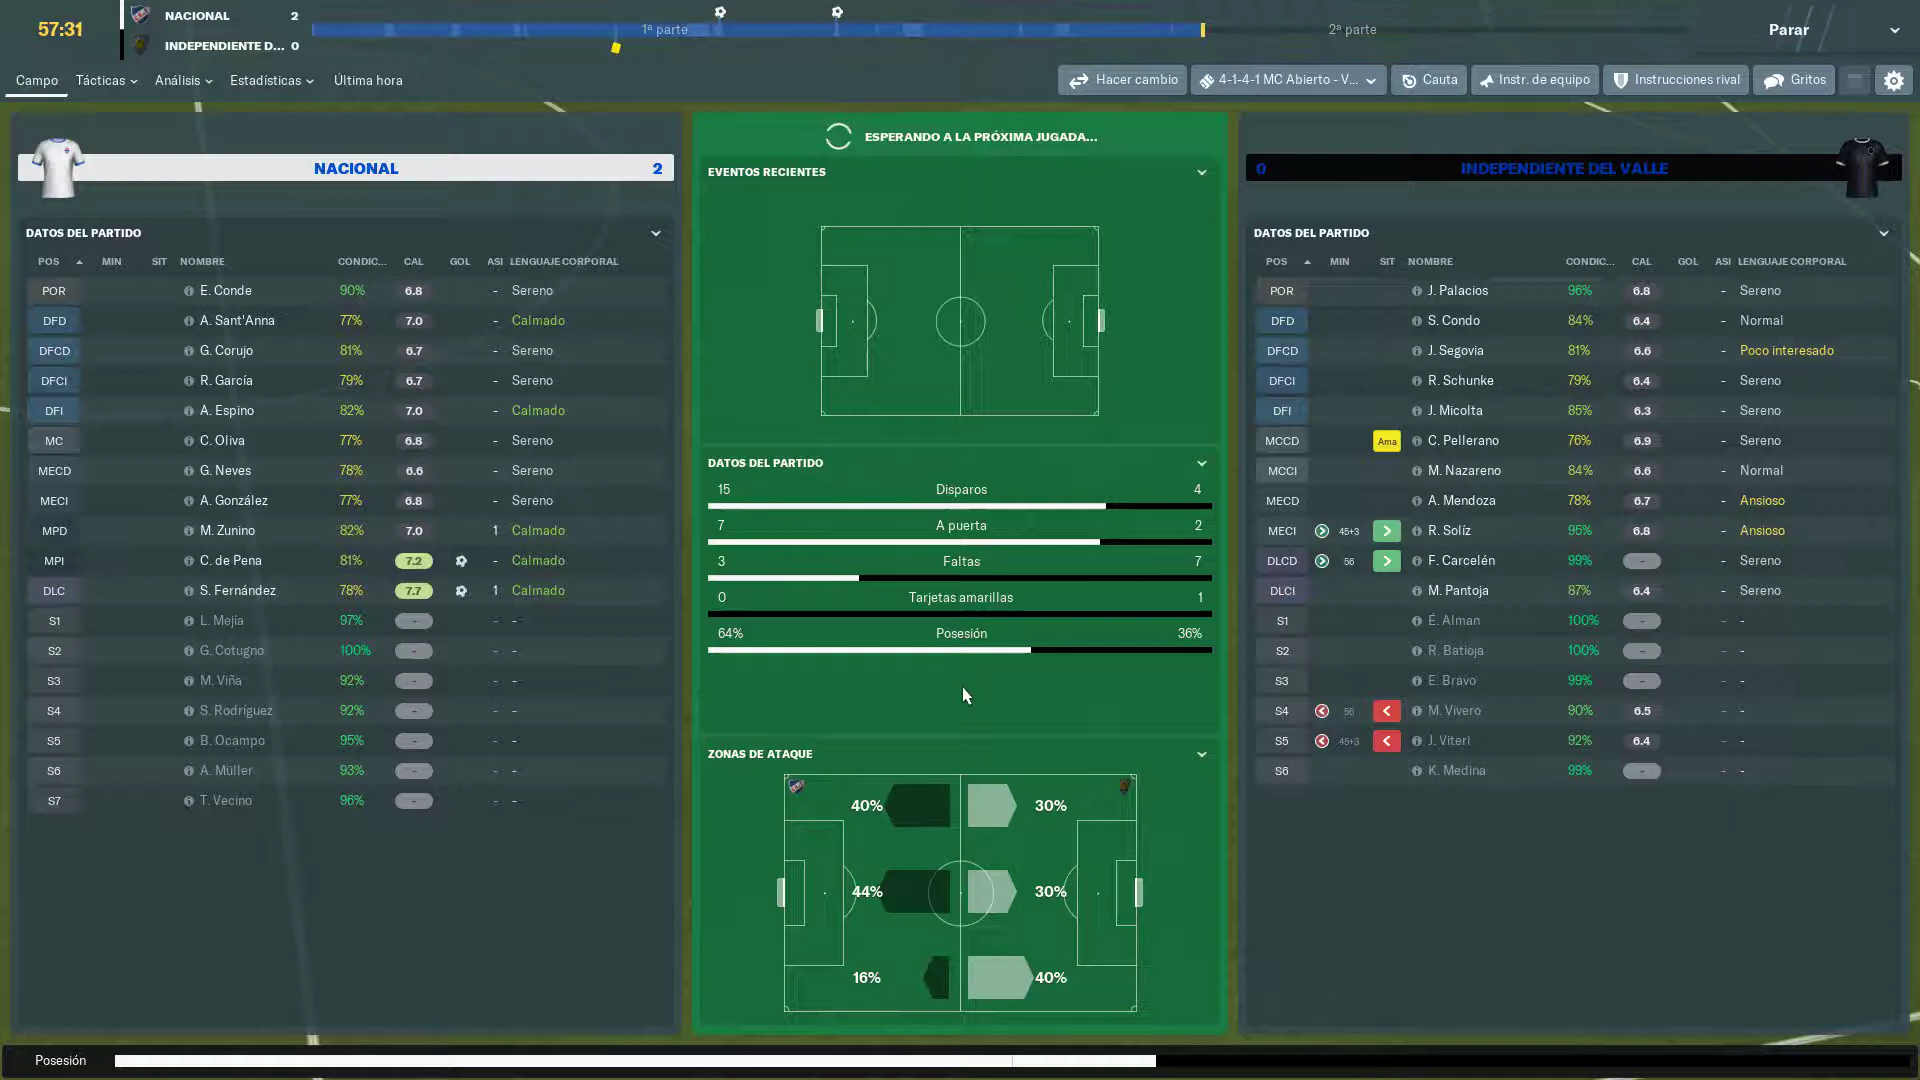 57:31
NACIONAL 2
INDEPENDIENTE D... 0
1ª parte
2ª parte
Parar
Campo Tácticas Análisis Estadísticas Última hora
Hacer cambio 4-1-4-1 MC Abierto - V... Cauta Instr. de equipo Instrucciones rival Gritos
NACIONAL 2
DATOS DEL PARTIDO
POS MIN SIT NOMBRE CONDIC... CAL GOL ASI LENGUAJE CORPORAL
POR E. Conde 90% 6.8 - Sereno
DFD A. Sant'Anna 77% 7.0 - Calmado
DFCD G. Corujo 81% 6.7 - Sereno
DFCI R. García 79% 6.7 - Sereno
DFI A. Espino 82% 7.0 - Calmado
MC C. Oliva 77% 6.8 - Sereno
MECD G. Neves 78% 6.6 - Sereno
MECI A. González 77% 6.8 - Sereno
MPD M. Zunino 82% 7.0 1 Calmado
MPI C. de Pena 81% 7.2 - Calmado
DLC S. Fernández 78% 7.7 1 Calmado
S1 L. Mejía 97% - - -
S2 G. Cotugno 100% - - -
S3 M. Viña 92% - - -
S4 S. Rodríguez 92% - - -
S5 B. Ocampo 95% - - -
S6 A. Müller 93% - - -
S7 T. Vecino 96% - - -
ESPERANDO A LA PRÓXIMA JUGADA...
EVENTOS RECIENTES
DATOS DEL PARTIDO
15 Disparos 4
7 A puerta 2
3 Faltas 7
0 Tarjetas amarillas 1
64% Posesión 36%
ZONAS DE ATAQUE
40% 30%
44% 30%
16% 40%
0 INDEPENDIENTE DEL VALLE
DATOS DEL PARTIDO
POS MIN SIT NOMBRE CONDIC... CAL GOL ASI LENGUAJE CORPORAL
POR J. Palacios 96% 6.8 - Sereno
DFD S. Condo 84% 6.4 - Normal
DFCD J. Segovia 81% 6.6 - Poco interesado
DFCI R. Schunke 79% 6.4 - Sereno
DFI J. Micolta 85% 6.3 - Sereno
MCCD Ama C. Pellerano 76% 6.9 - Sereno
MCCI M. Nazareno 84% 6.6 - Normal
MECD A. Mendoza 78% 6.7 - Ansioso
MECI 45+3 R. Solíz 95% 6.8 - Ansioso
DLCD 56 F. Carcelén 99% - - Sereno
DLCI M. Pantoja 87% 6.4 - Sereno
S1 É. Alman 100% - - -
S2 R. Batioja 100% - - -
S3 E. Bravo 99% - - -
S4 56 M. Vivero 90% 6.5 - -
S5 45+3 J. Viteri 92% 6.4 - -
S6 K. Medina 99% - - -
Posesión